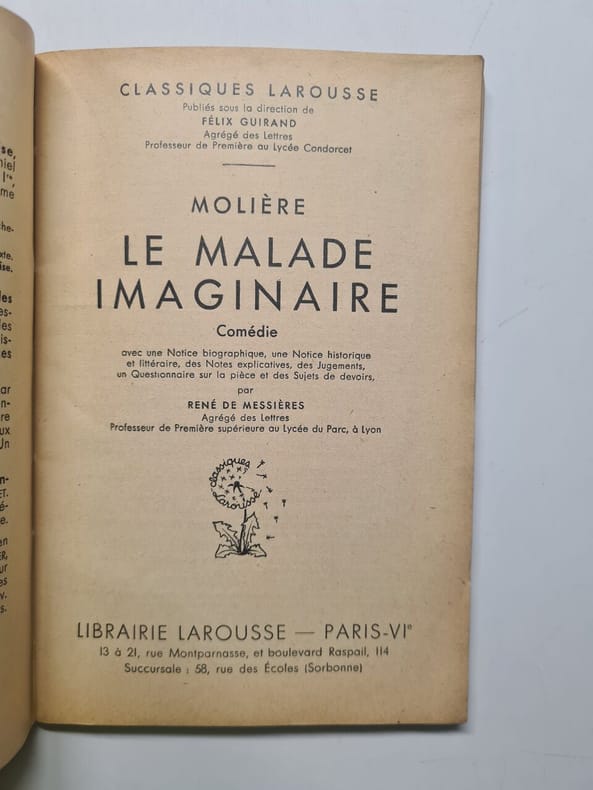 CLASSIQUES LAROUSSE
Publiés sous la direction de
FÉLIX GUIRAND
Agrégé des Lettres
Professeur de Première au Lycée Condorcet
MOLIÈRE
LE MALADE
IMAGINAIRE
Comédie
avec une Notice biographique, une Notice historique
et littéraire, des Notes explicatives, des Jugements,
un Questionnaire sur la pièce et des Sujets de devoirs,
par
RENÉ DE MESSIÈRES
Agrégé des Lettres
Professeur de Première supérieure au Lycée du Parc, à Lyon
classiques
Larousse
LIBRAIRIE LAROUSSE — PARIS-VIᵉ
13 à 21, rue Montparnasse, et boulevard Raspail, 114
Succursale : 58, rue des Écoles (Sorbonne)